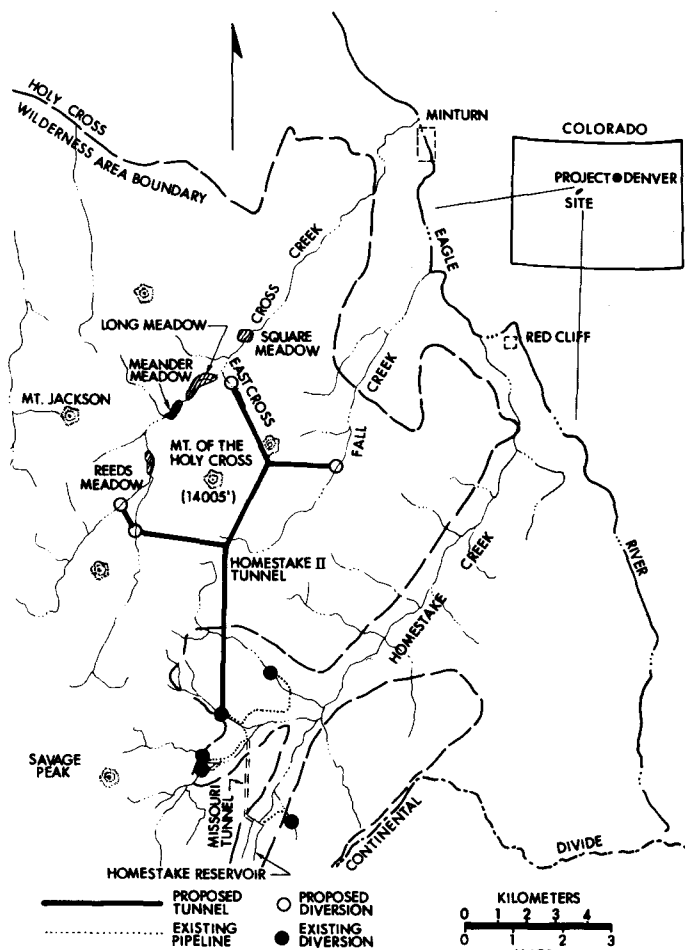 HOLY CROSS
WILDERNESS AREA BOUNDARY
MINTURN
COLORADO
PROJECT DENVER
SITE
EAGLE
CREEK
CROSS
LONG MEADOW
SQUARE
MEADOW
RED CLIFF
MEANDER
MEADOW
EAST CROSS
CREEK
MT. JACKSON
FALL
MT. OF THE
HOLY CROSS
(14005')
REEDS
MEADOW
CREEK
HOMESTAKE II
TUNNEL
RIVER
HOMESTAKE
SAVAGE
PEAK
MISSOURI
TUNNEL
CONTINENTAL
DIVIDE
HOMESTAKE RESERVOIR
PROPOSED
TUNNEL
PROPOSED
DIVERSION
EXISTING
PIPELINE
EXISTING
DIVERSION
KILOMETERS
0 1 2 3 4
0 1 2 3